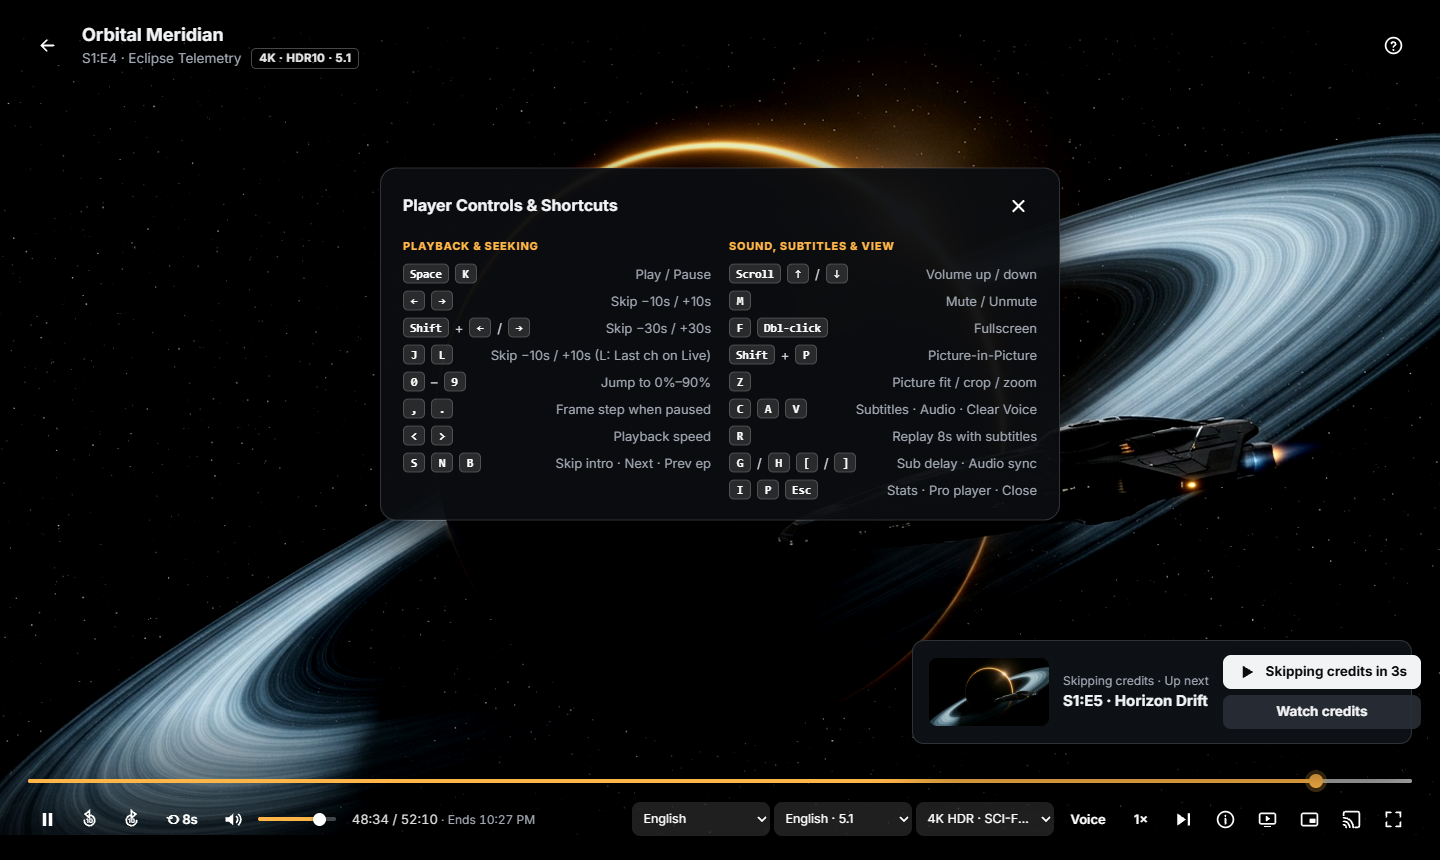 Orbital Meridian
S1:E4 · Eclipse Telemetry 4K · HDR10 · 5.1
Player Controls & Shortcuts
PLAYBACK & SEEKING
Space K Play / Pause
← → Skip −10s / +10s
Shift + ← / → Skip −30s / +30s
J L Skip −10s / +10s (L: Last ch on Live)
0 – 9 Jump to 0%–90%
, . Frame step when paused
< > Playback speed
S N B Skip intro · Next · Prev ep
SOUND, SUBTITLES & VIEW
Scroll ↑ / ↓ Volume up / down
M Mute / Unmute
F Dbl-click Fullscreen
Shift + P Picture-in-Picture
Z Picture fit / crop / zoom
C A V Subtitles · Audio · Clear Voice
R Replay 8s with subtitles
G / H [ / ] Sub delay · Audio sync
I P Esc Stats · Pro player · Close
Skipping credits · Up next
S1:E5 · Horizon Drift
Skipping credits in 3s
Watch credits
8s 48:34 / 52:10 · Ends 10:27 PM English English · 5.1 4K HDR · SCI-F... Voice 1×